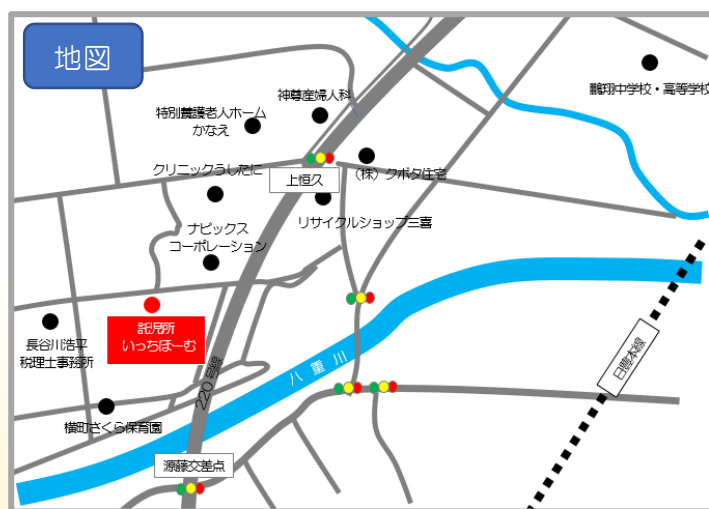 地図
鵬翔中学校・高等学校
神尊産婦人科
特別養護老人ホーム
かなえ
クリニックうしたに
上恒久
（株）クボタ住宅
リサイクルショップ三喜
ナビックス
コーポレーション
託児所
いっちほーむ
長谷川浩平
税理士事務所
220号線
八重川
日豊本線
横町さくら保育園
源藤交差点